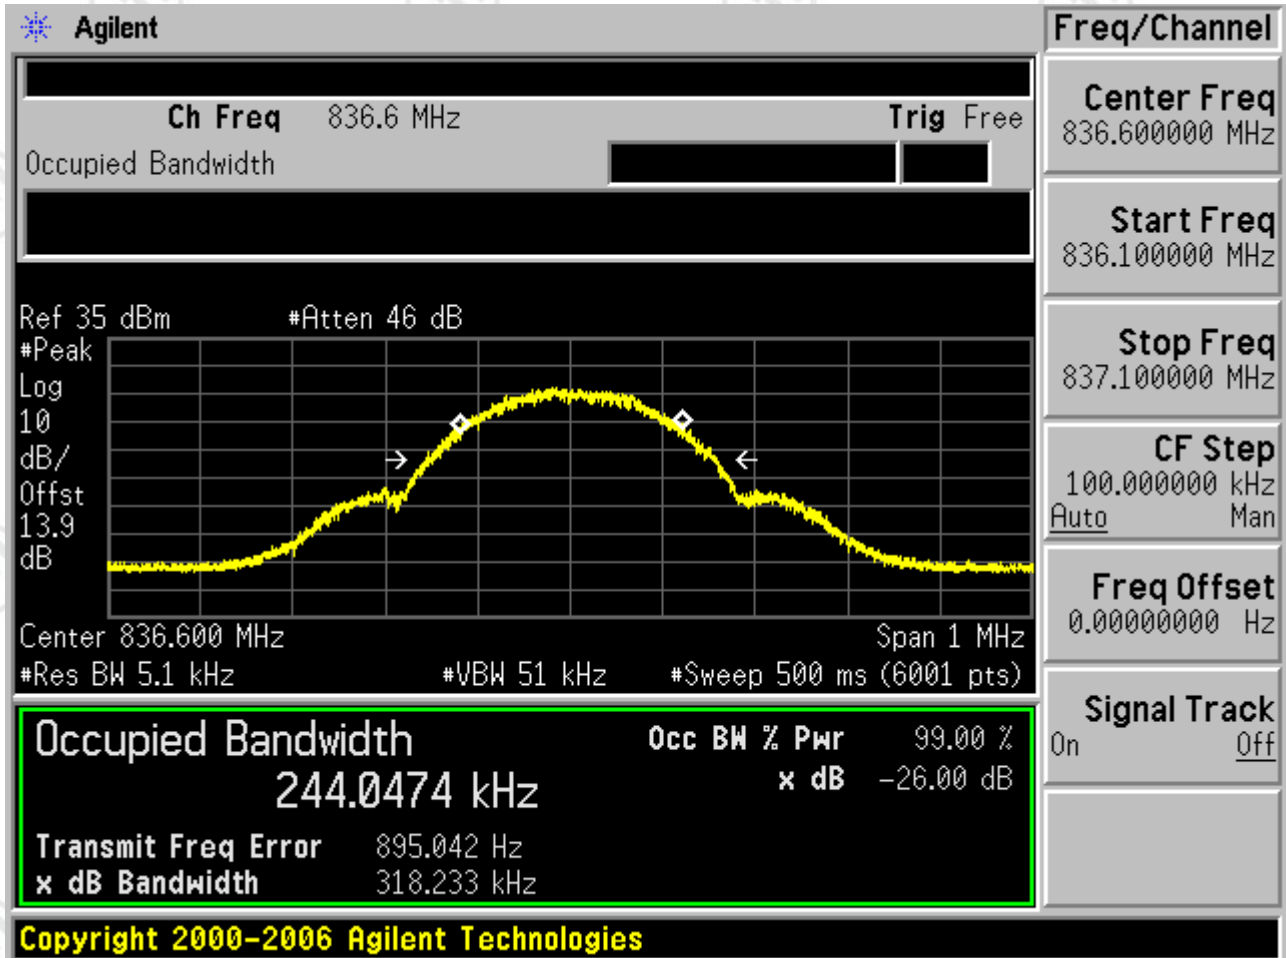 Agilent
Freq/Channel
Ch Freq 836.6 MHz Trig Free
Occupied Bandwidth
Center Freq
836.600000 MHz
Start Freq
836.100000 MHz
Stop Freq
837.100000 MHz
CF Step
100.000000 kHz
Auto Man
Freq Offset
0.00000000 Hz
Signal Track
On Off
Ref 35 dBm #Atten 46 dB
#Peak
Log
10
dB/
Offst
13.9
dB
Center 836.600 MHz Span 1 MHz
#Res BW 5.1 kHz #VBW 51 kHz #Sweep 500 ms (6001 pts)
Occupied Bandwidth Occ BW % Pwr 99.00 %
244.0474 kHz x dB -26.00 dB
Transmit Freq Error 895.042 Hz
x dB Bandwidth 318.233 kHz
Copyright 2000-2006 Agilent Technologies